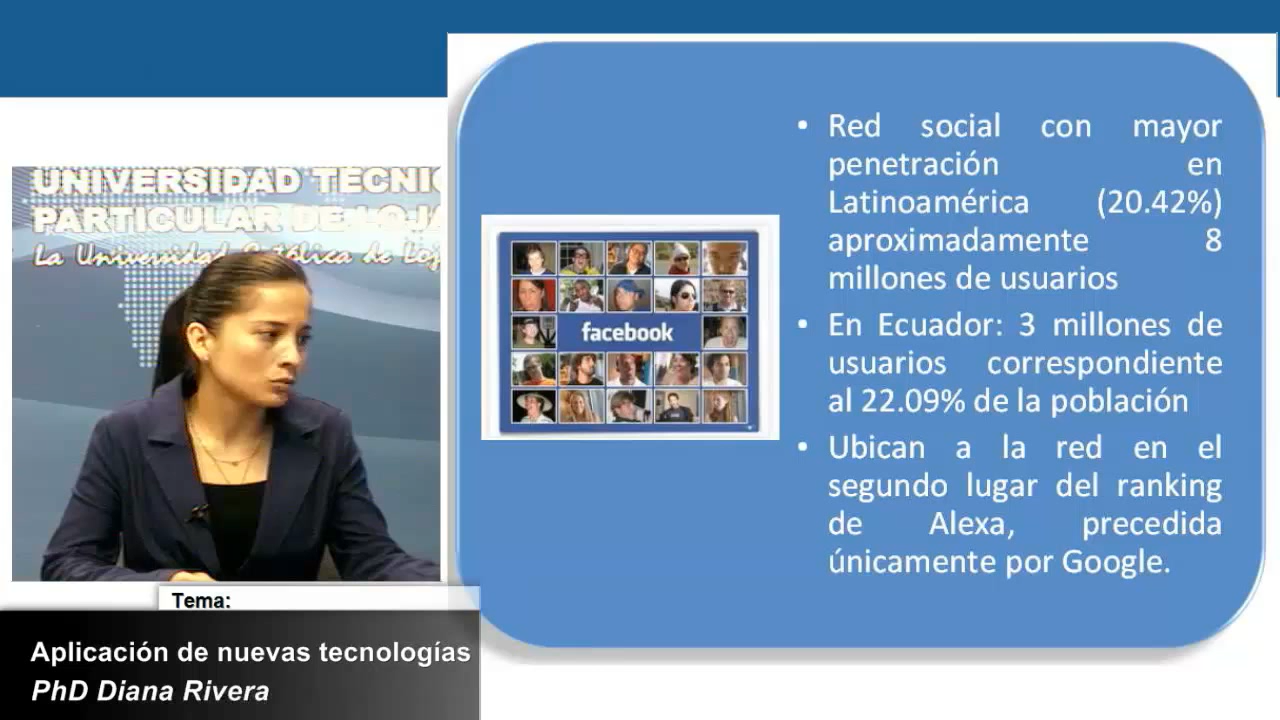 UNIVERSIDAD TECNIC
PARTICULAR DE LOJA
La Universidad Católica de Loj
Tema:
Aplicación de nuevas tecnologías
PhD Diana Rivera
facebook
• Red social con mayor
penetración en
Latinoamérica (20.42%)
aproximadamente 8
millones de usuarios
• En Ecuador: 3 millones de
usuarios correspondiente
al 22.09% de la población
• Ubican a la red en el
segundo lugar del ranking
de Alexa, precedida
únicamente por Google.